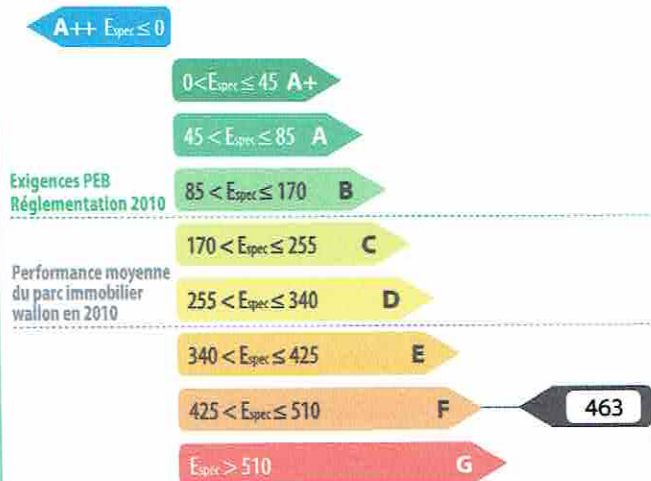 A++ Espec ≤ 0
0 < Espec ≤ 45 A+
45 < Espec ≤ 85 A
Exigences PEB
Réglementation 2010
85 < Espec ≤ 170 B
170 < Espec ≤ 255 C
Performance moyenne
du parc immobilier
wallon en 2010
255 < Espec ≤ 340 D
340 < Espec ≤ 425 E
425 < Espec ≤ 510 F
463
Espec > 510 G